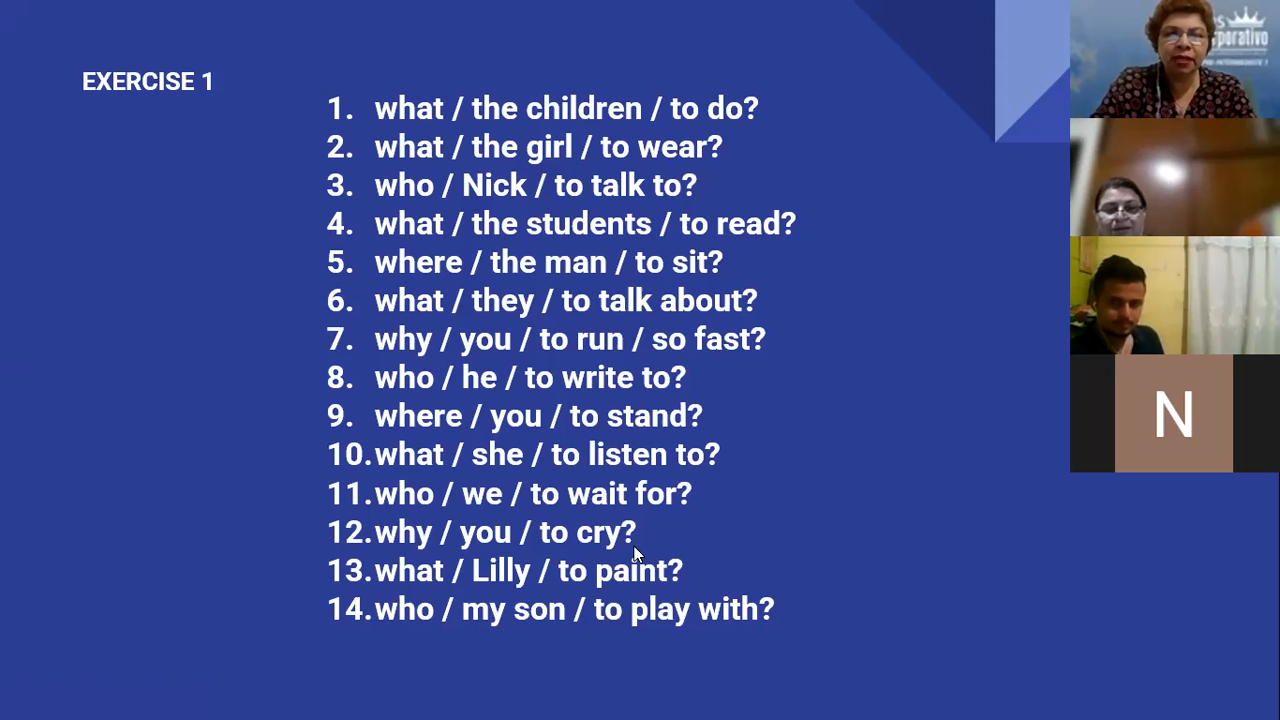 EXERCISE 1
1. what / the children / to do?
2. what / the girl / to wear?
3. who / Nick / to talk to?
4. what / the students / to read?
5. where / the man / to sit?
6. what / they / to talk about?
7. why / you / to run / so fast?
8. who / he / to write to?
9. where / you / to stand?
10. what / she / to listen to?
11. who / we / to wait for?
12. why / you / to cry?
13. what / Lilly / to paint?
14. who / my son / to play with?
N